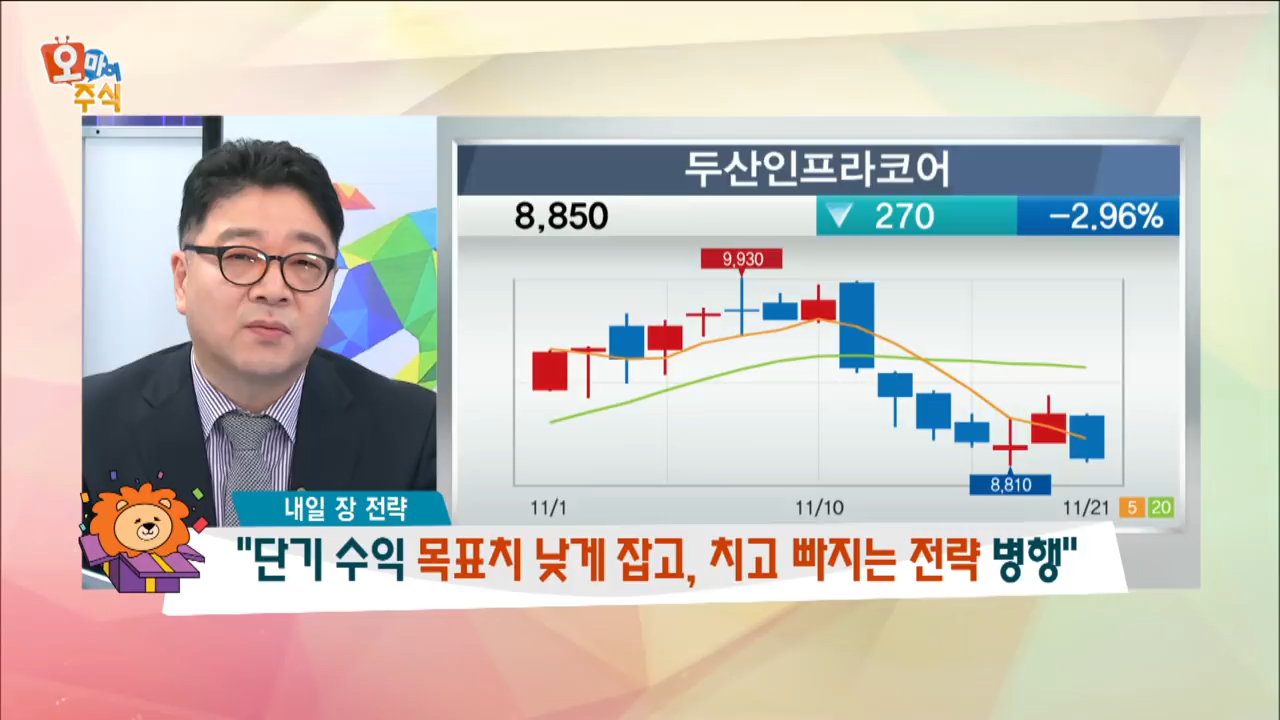 오마이
주식
두산인프라코어
8,850 ▼ 270 -2.96%
9,930
8,810
11/1 11/10 11/21 5 20
내일 장 전략
"단기 수익 목표치 낮게 잡고, 치고 빠지는 전략 병행"